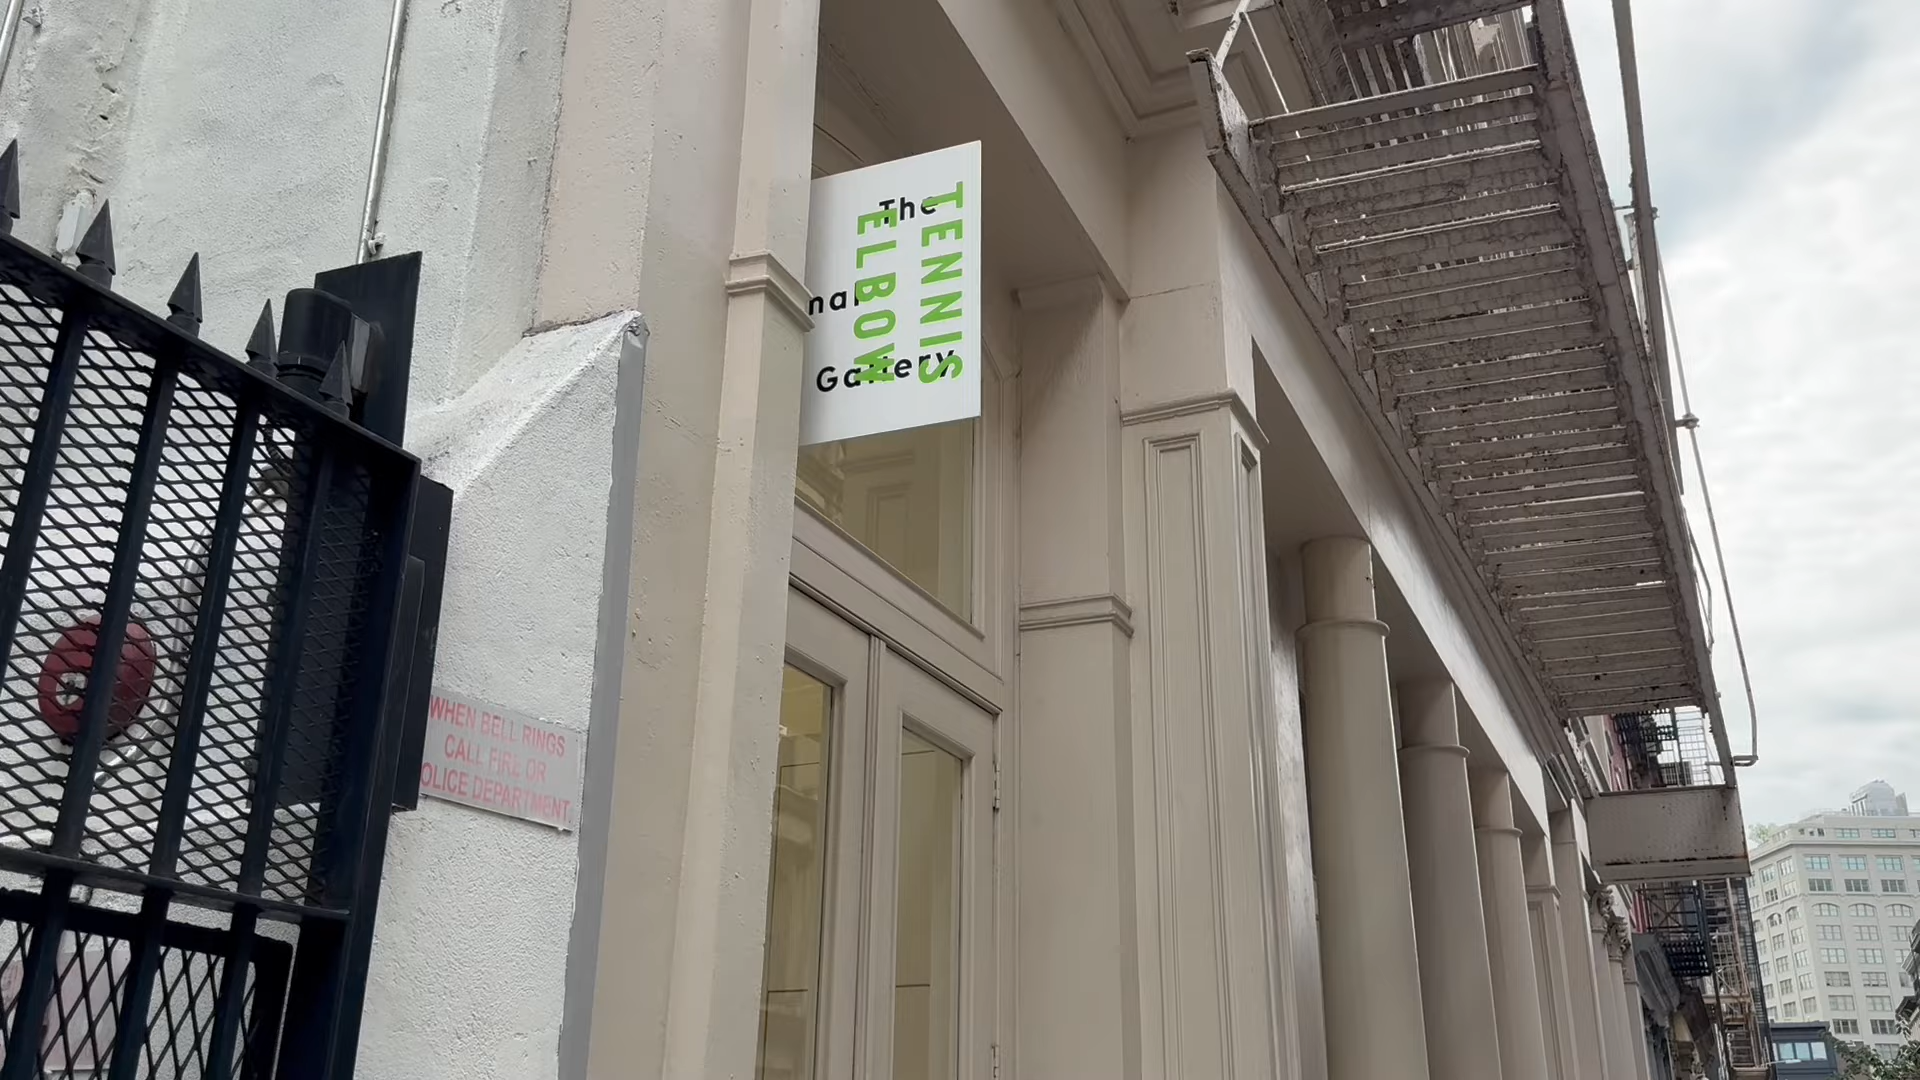 The
nal
Gallery
TENNIS
ELBOW
WHEN BELL RINGS
CALL FIRE OR
OLICE DEPARTMENT